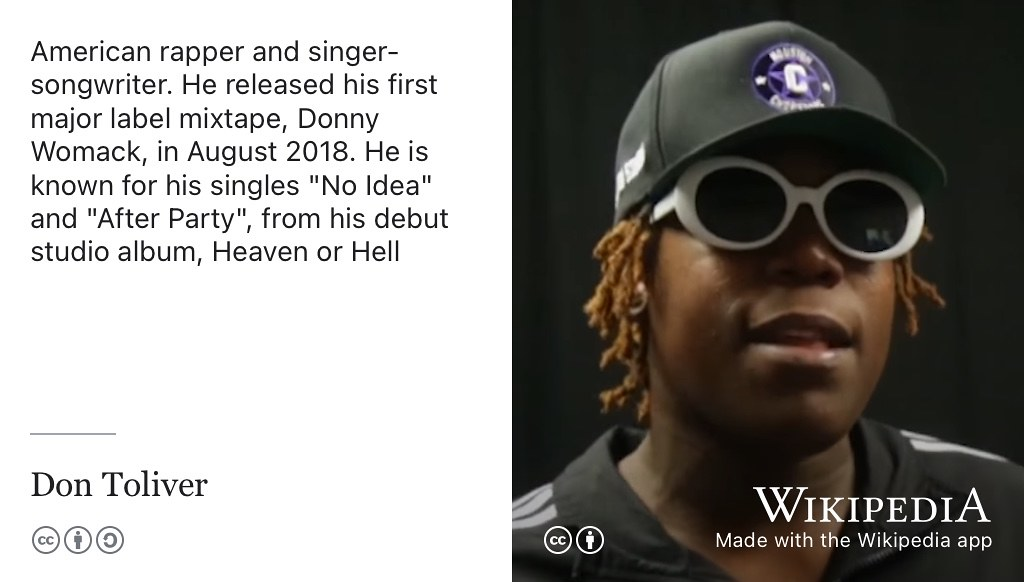 American rapper and singer-
songwriter. He released his first
major label mixtape, Donny
Womack, in August 2018. He is
known for his singles "No Idea"
and "After Party", from his debut
studio album, Heaven or Hell
Don Toliver
cc
C
cc
WIKIPEDIA
Made with the Wikipedia app